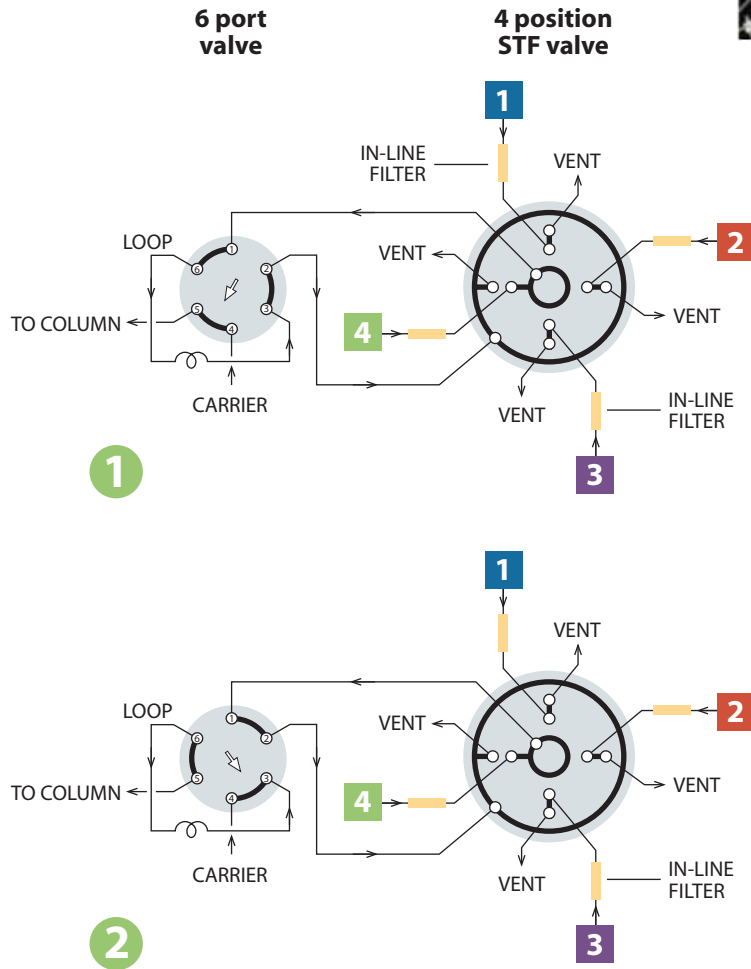 6 port
valve
4 position
STF valve
1
IN-LINE
FILTER
VENT
LOOP
1
6
2
5
3
4
VENT
2
TO COLUMN
4
VENT
CARRIER
VENT
IN-LINE
FILTER
3
1
1
VENT
LOOP
1
6
2
5
3
4
VENT
2
TO COLUMN
4
VENT
CARRIER
VENT
IN-LINE
FILTER
3
2